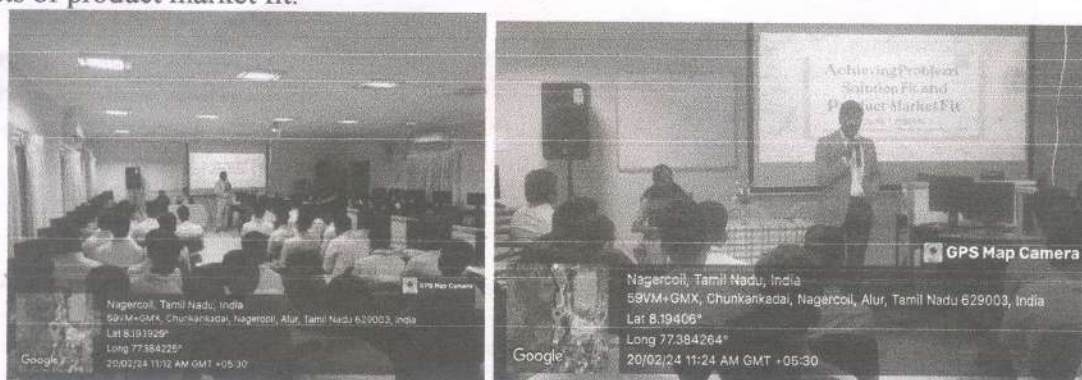 of product market fit.
GPS Map Camera
Nagercoil, Tamil Nadu, India
59VM+GMX, Chunkankadai, Nagercoil, Alur, Tamil Nadu 629003, India
Lat 8.193929°
Long 77.384225°
20/02/24 11:12 AM GMT +05:30
Google
Achieving Problem
Solution Fit and
Product Market Fit
GPS Map Camera
Nagercoil, Tamil Nadu, India
59VM+GMX, Chunkankadai, Nagercoil, Alur, Tamil Nadu 629003, India
Lat 8.19406°
Long 77.384264°
20/02/24 11:24 AM GMT +05:30
Google